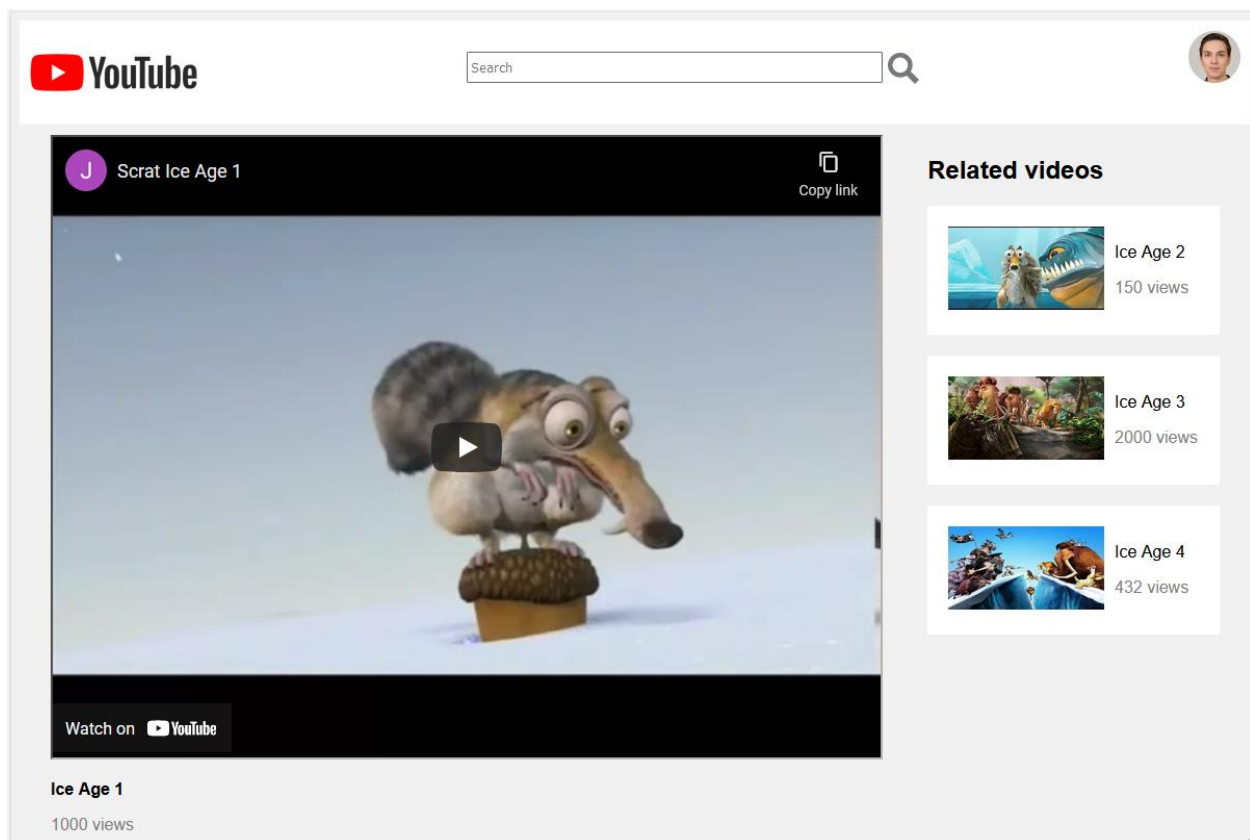 YouTube
Search
J
Scrat Ice Age 1
Copy link
Watch on YouTube
Ice Age 1
1000 views
Related videos
Ice Age 2
150 views
Ice Age 3
2000 views
Ice Age 4
432 views